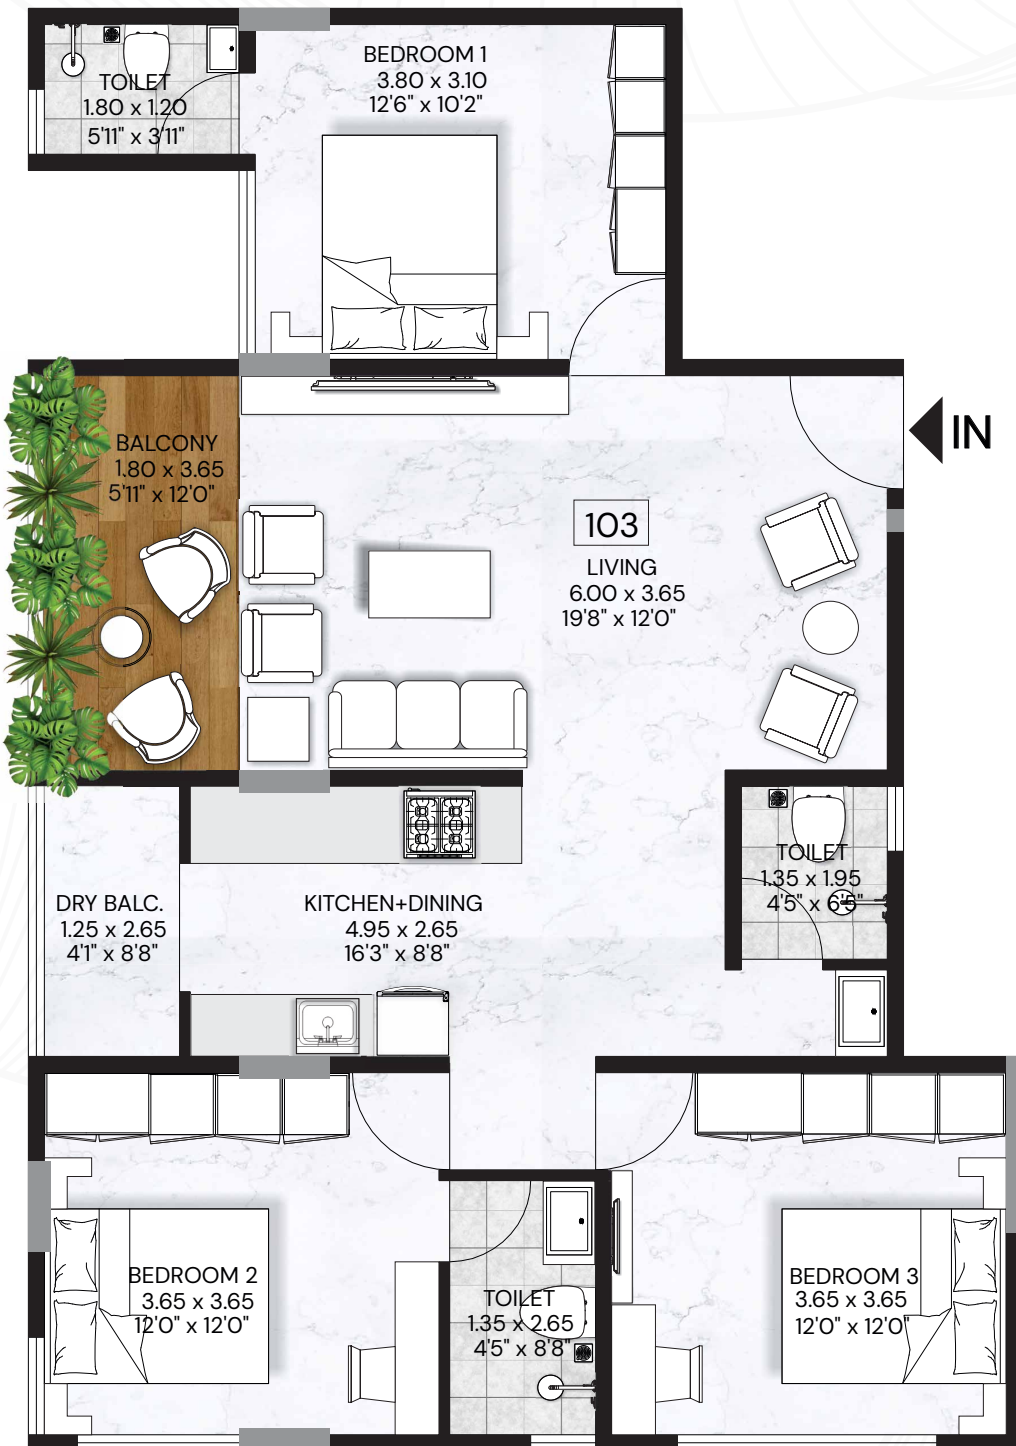 BEDROOM 1
3.80 x 3.10
12'6" x 10'2"
TOILET
1.80 x 1.20
5'11" x 3'11"
BALCONY
1.80 x 3.65
5'11" x 12'0"
IN
103
LIVING
6.00 x 3.65
19'8" x 12'0"
TOILET
1.35 x 1.95
4'5" x 6'5"
DRY BALC.
1.25 x 2.65
4'1" x 8'8"
KITCHEN+DINING
4.95 x 2.65
16'3" x 8'8"
BEDROOM 2
3.65 x 3.65
12'0" x 12'0"
TOILET
1.35 x 2.65
4'5" x 8'8"
BEDROOM 3
3.65 x 3.65
12'0" x 12'0"